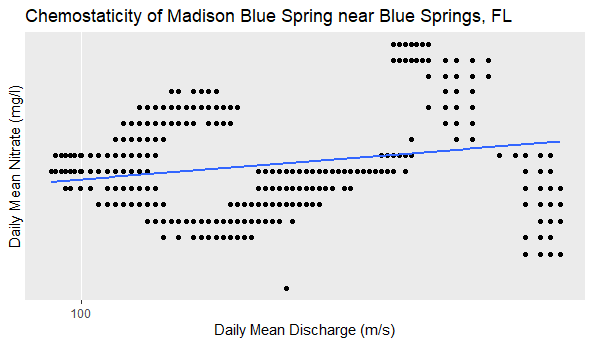 Chemostaticity of Madison Blue Spring near Blue Springs, FL
Daily Mean Nitrate (mg/l)
100
Daily Mean Discharge (m/s)